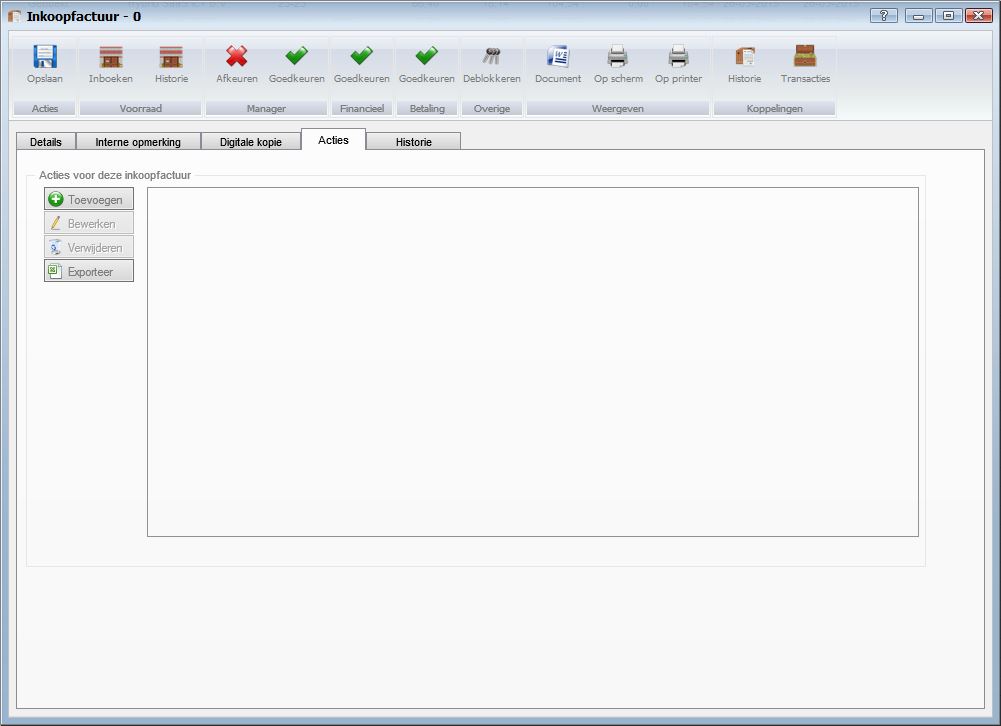 Inkoopfactuur - 0
Opslaan Inboeken Historie Afkeuren Goedkeuren Goedkeuren Goedkeuren Deblokkeren Document Op scherm Op printer Historie Transacties
Acties Voorraad Manager Financieel Betaling Overige Weergeven Koppelingen
Details Interne opmerking Digitale kopie Acties Historie
Acties voor deze inkoopfactuur
Toevoegen
Bewerken
Verwijderen
Exporteer